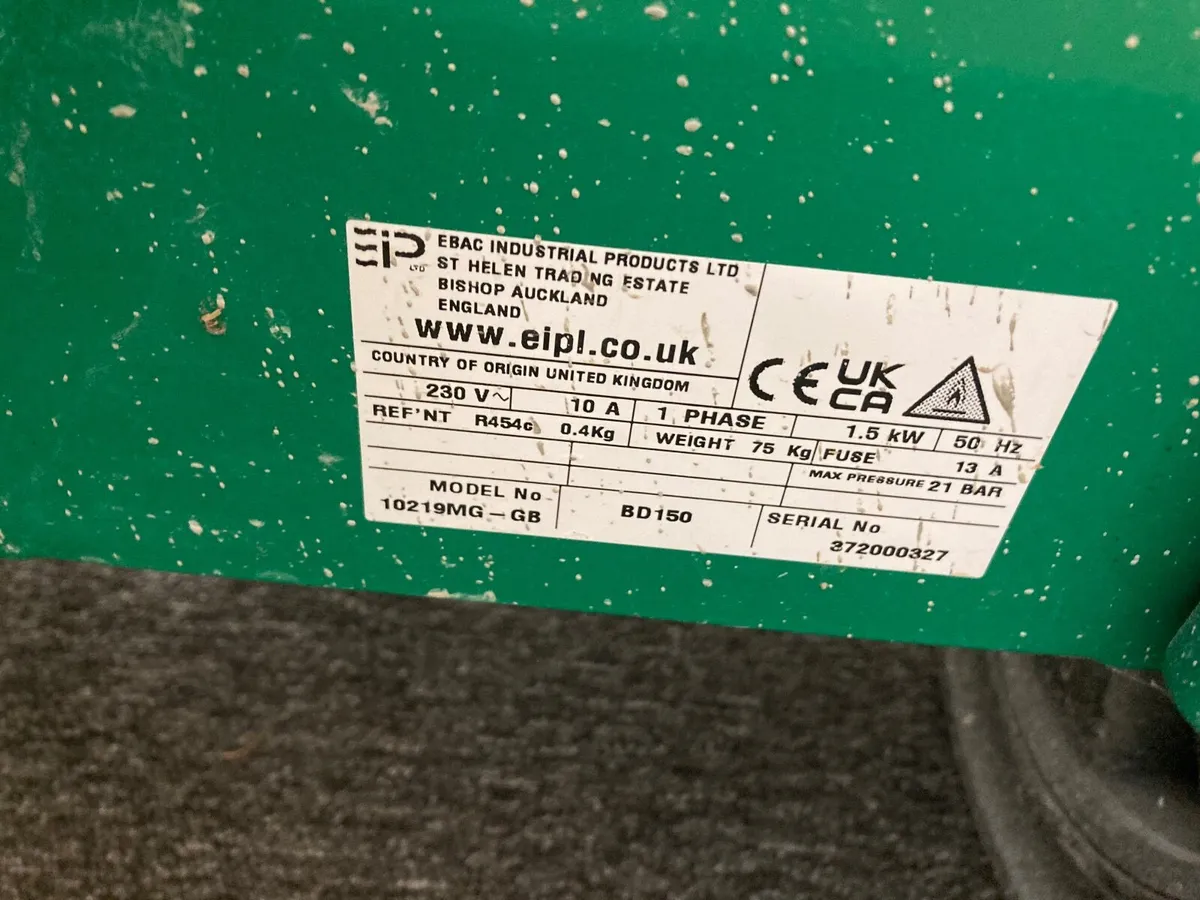 EIP LTD
EBAC INDUSTRIAL PRODUCTS LTD
ST HELEN TRAD NG ESTATE
BISHOP AUCKLAND
ENGLAND
www.eipl.co.uk
COUNTRY OF ORIGIN UNITED KINGDOM
CE UK CA
230 V~ 10 A 1 PHASE 1.5 kW 50 Hz
REF'NT R454c 0.4Kg WEIGHT 75 Kg FUSE 13 A
MAX PRESSURE 21 BAR
MODEL No BD150 SERIAL No
10219MG-GB 372000327